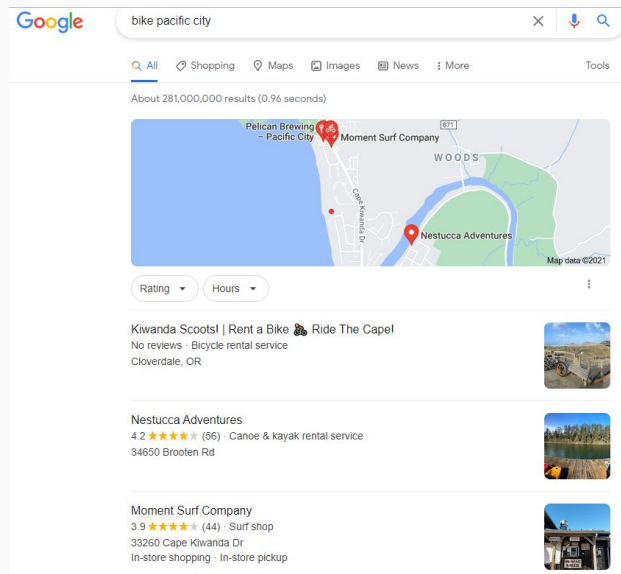 Google
bike pacific city
All
Shopping
Maps
Images
News
More
Tools
About 281,000,000 results (0.96 seconds)
Pelican Brewing
– Pacific City
Moment Surf Company
871
WOODS
Cape Kiwanda Dr
Nestucca Adventures
Map data ©2021
Rating
Hours
Kiwanda Scoots! | Rent a Bike 🚵 Ride The Cape!
No reviews · Bicycle rental service
Cloverdale, OR
Nestucca Adventures
4.2 ★★★★★ (56) · Canoe & kayak rental service
34650 Brooten Rd
Moment Surf Company
3.9 ★★★★★ (44) · Surf shop
33260 Cape Kiwanda Dr
In-store shopping · In-store pickup